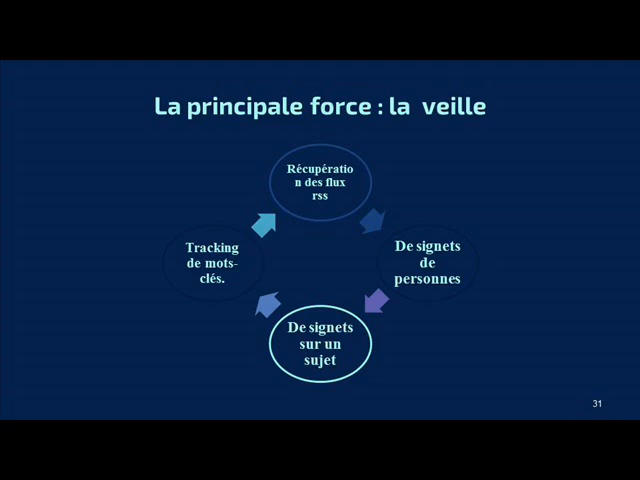 La principale force : la  veille
Récupératio
n des flux
rss
De signets
de
personnes
De signets
sur un
sujet
Tracking
de mots-
clés.
31